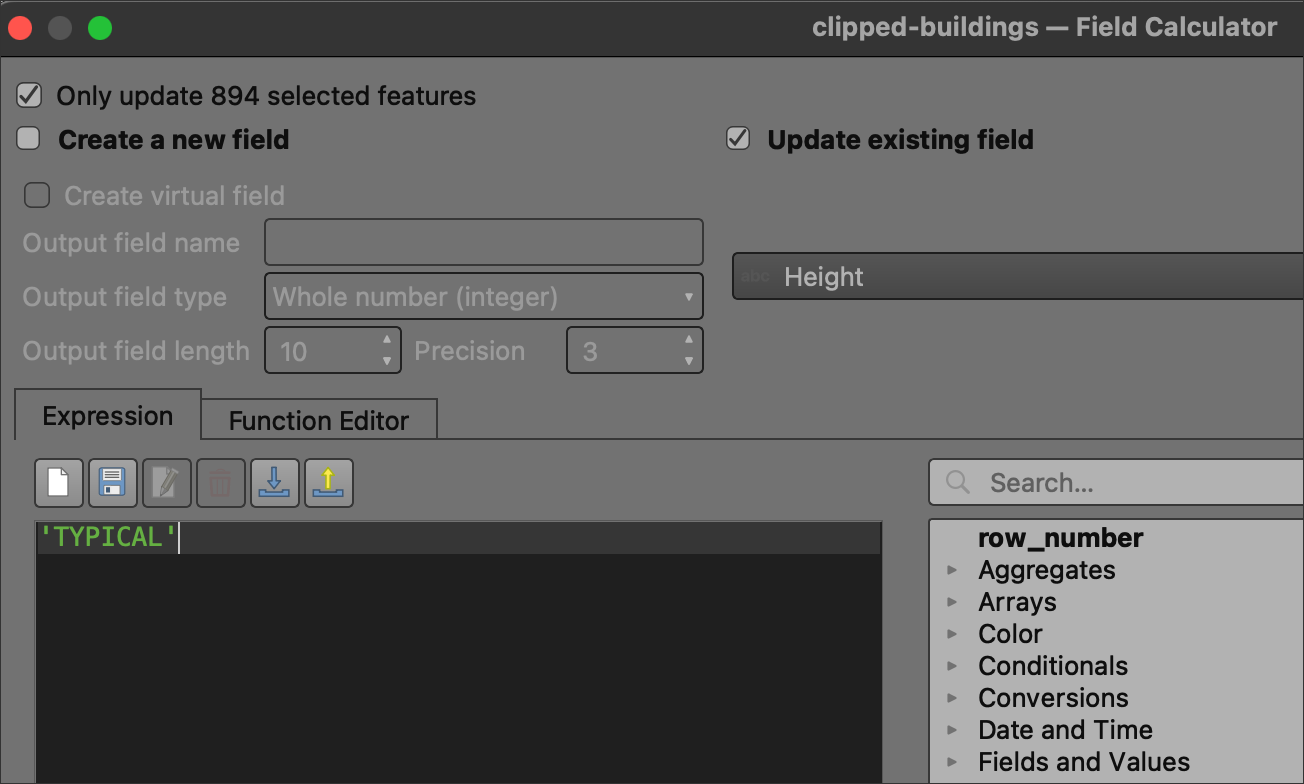 clipped-buildings — Field Calculator
Only update 894 selected features
Create a new field
Update existing field
Create virtual field
Output field name
abc Height
Output field type Whole number (integer)
Output field length 10 Precision 3
Expression Function Editor
Search...
'TYPICAL'
row_number
Aggregates
Arrays
Color
Conditionals
Conversions
Date and Time
Fields and Values